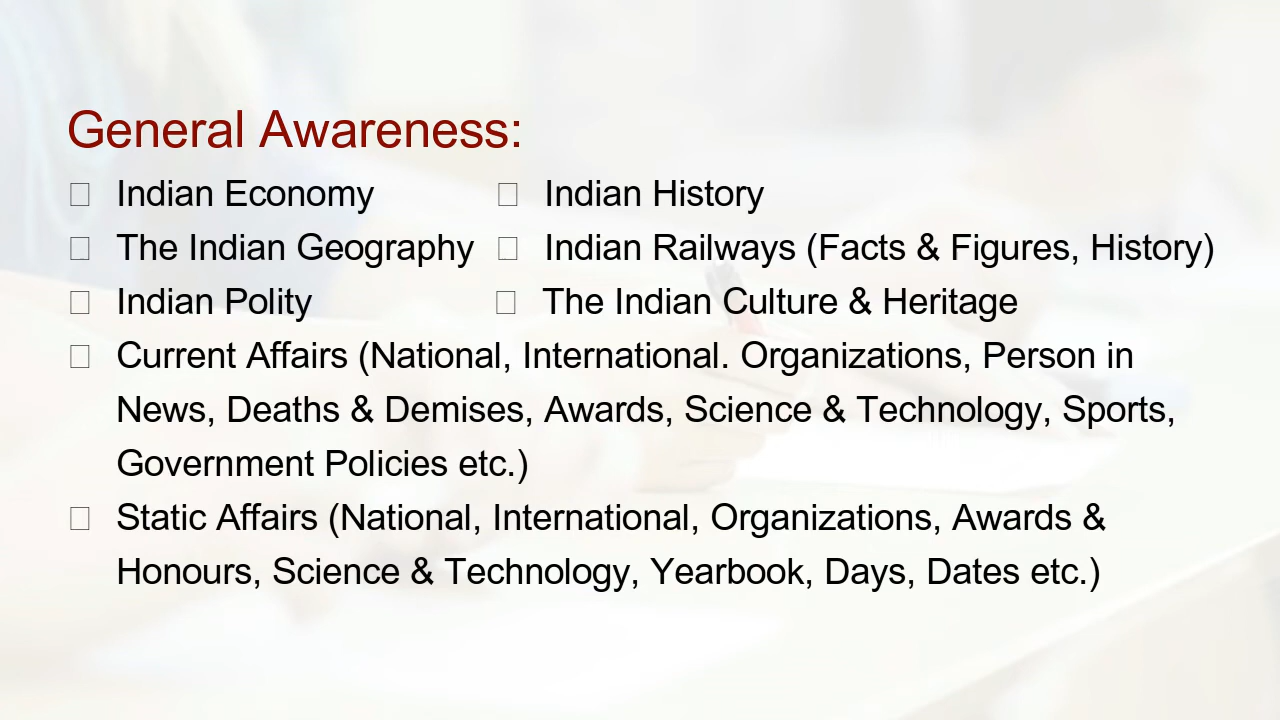 General Awareness:
Indian Economy
Indian History
The Indian Geography
Indian Railways (Facts & Figures, History)
Indian Polity
The Indian Culture & Heritage
Current Affairs (National, International. Organizations, Person in
News, Deaths & Demises, Awards, Science & Technology, Sports,
Government Policies etc.)
Static Affairs (National, International, Organizations, Awards &
Honours, Science & Technology, Yearbook, Days, Dates etc.)